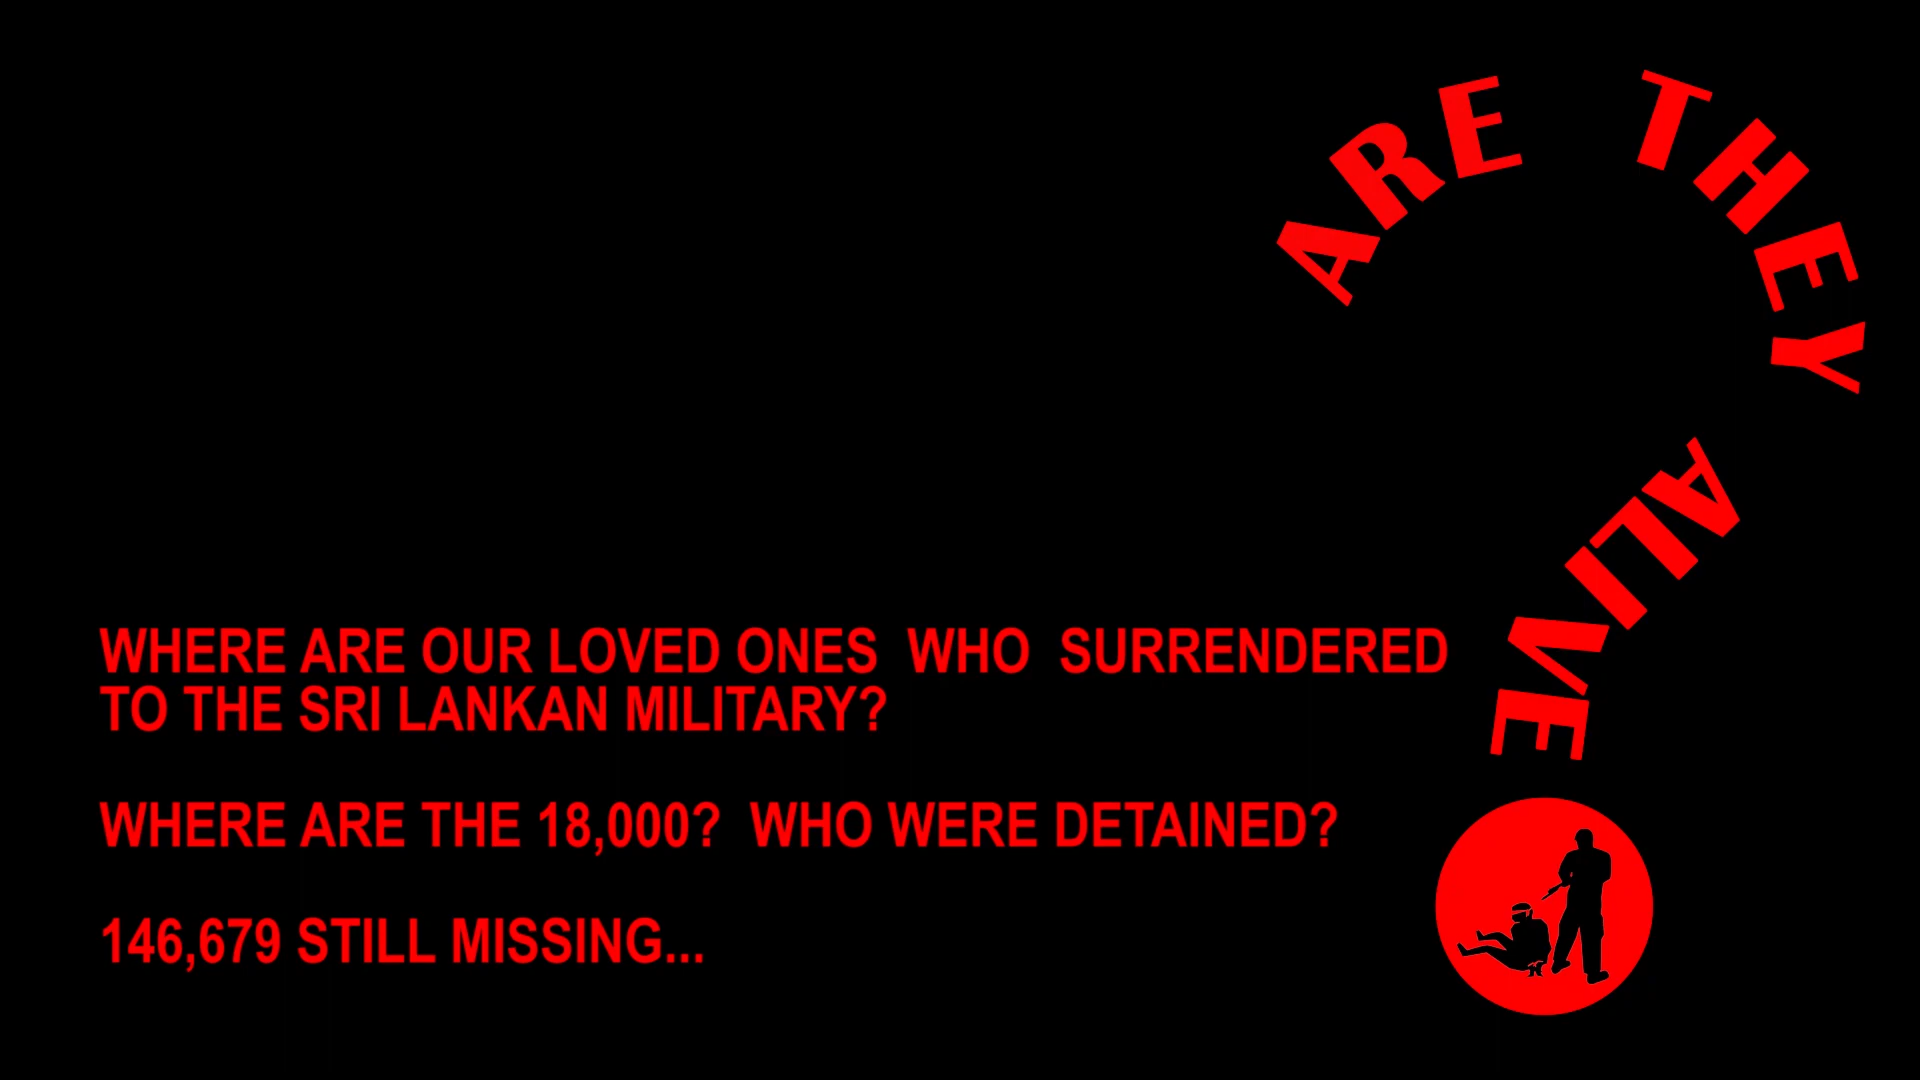 ARE THEY ALIVE
WHERE ARE OUR LOVED ONES WHO SURRENDERED
TO THE SRI LANKAN MILITARY?
WHERE ARE THE 18,000? WHO WERE DETAINED?
146,679 STILL MISSING...